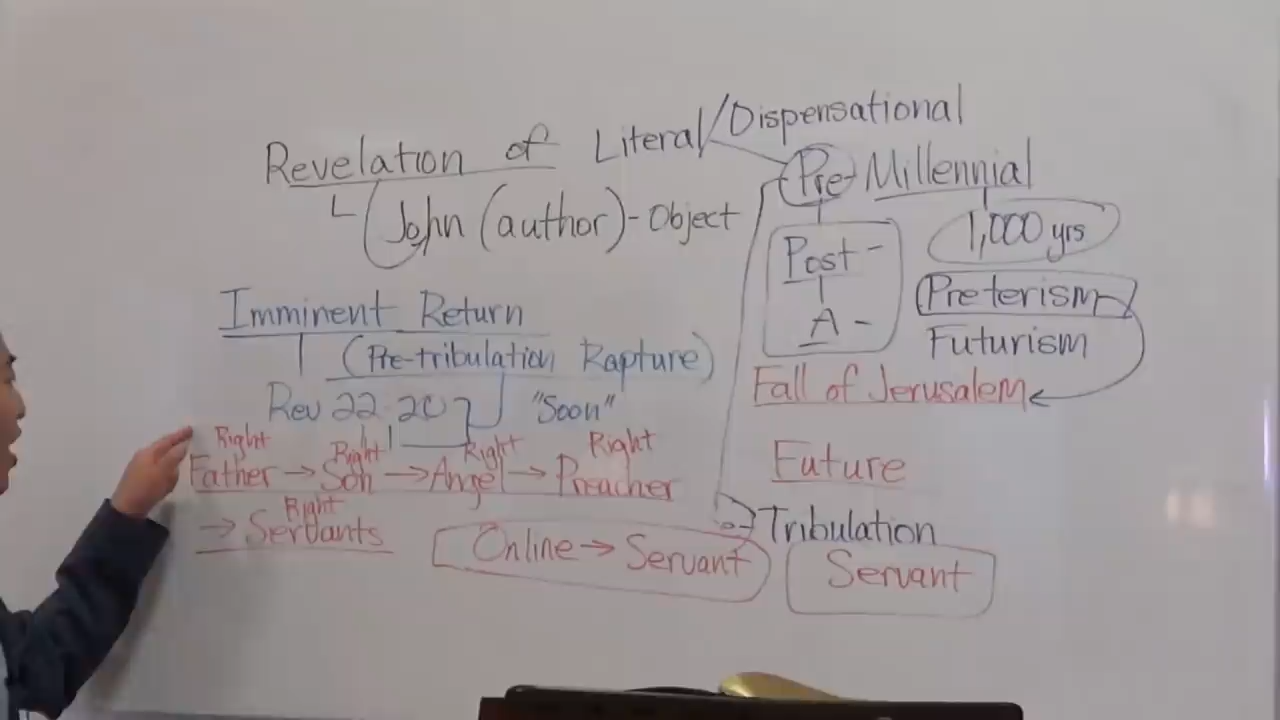 Revelation of Literal/Dispensational
John (author) - Object
Pre- Millennial
1,000 yrs
Post -
A -
Preterism
Futurism
Fall of Jerusalem
Imminent Return
(Pre-tribulation Rapture)
Rev 22:20 "Soon"
Right Right Right Right
Father → Son → Angel → Preacher
Right
→ Servants
Online → Servant
Future
Tribulation
Servant